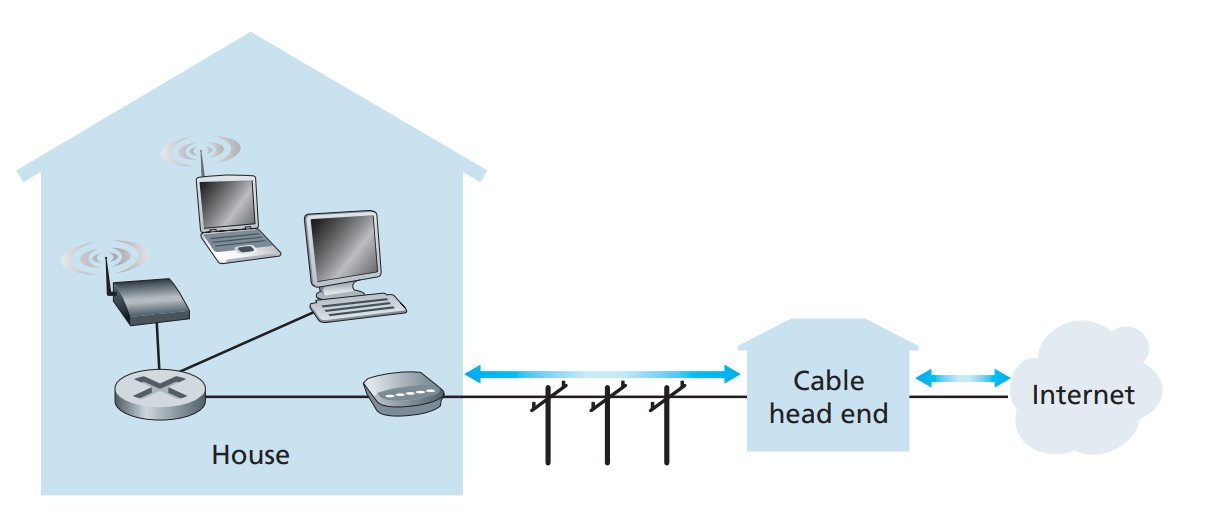 House
Cable
head end
Internet